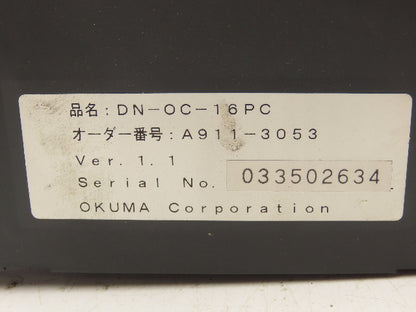 品名：DN-OC-16PC
オーダー番号：A911-3053
Ver. 1. 1
Serial No. 033502634
OKUMA Corporation